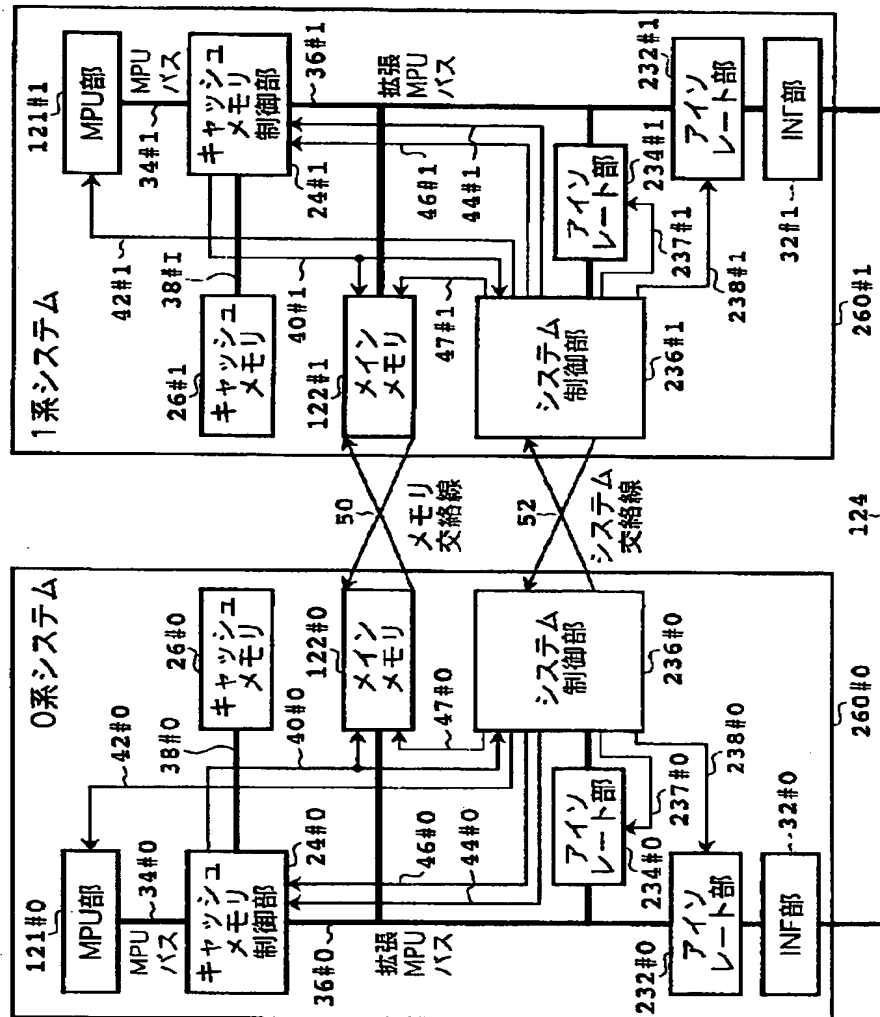 0系システム
121#0
MPU部
42#0
MPU
バス
34#0
38#0
26#0
キャッシュ
メモリ
キャッシュ
メモリ
制御部
24#0
40#0
36#0
拡張
MPU
バス
46#0
44#0
122#0
メイン
メモリ
47#0
システム
制御部
236#0
アイソ
レート部
234#0
237#0
238#0
232#0
アイソ
レート部
INF部
32#0
260#0
50
メモリ
交絡線
52
システム
交絡線
124
1系システム
121#1
MPU部
42#1
MPU
バス
34#1
38#I
26#1
キャッシュ
メモリ
キャッシュ
メモリ
制御部
24#1
40#1
36#1
拡張
MPU
バス
46#1
44#1
122#1
メイン
メモリ
47#1
システム
制御部
236#1
アイソ
レート部
234#1
237#1
238#1
232#1
アイソ
レート部
INF部
32#1
260#1